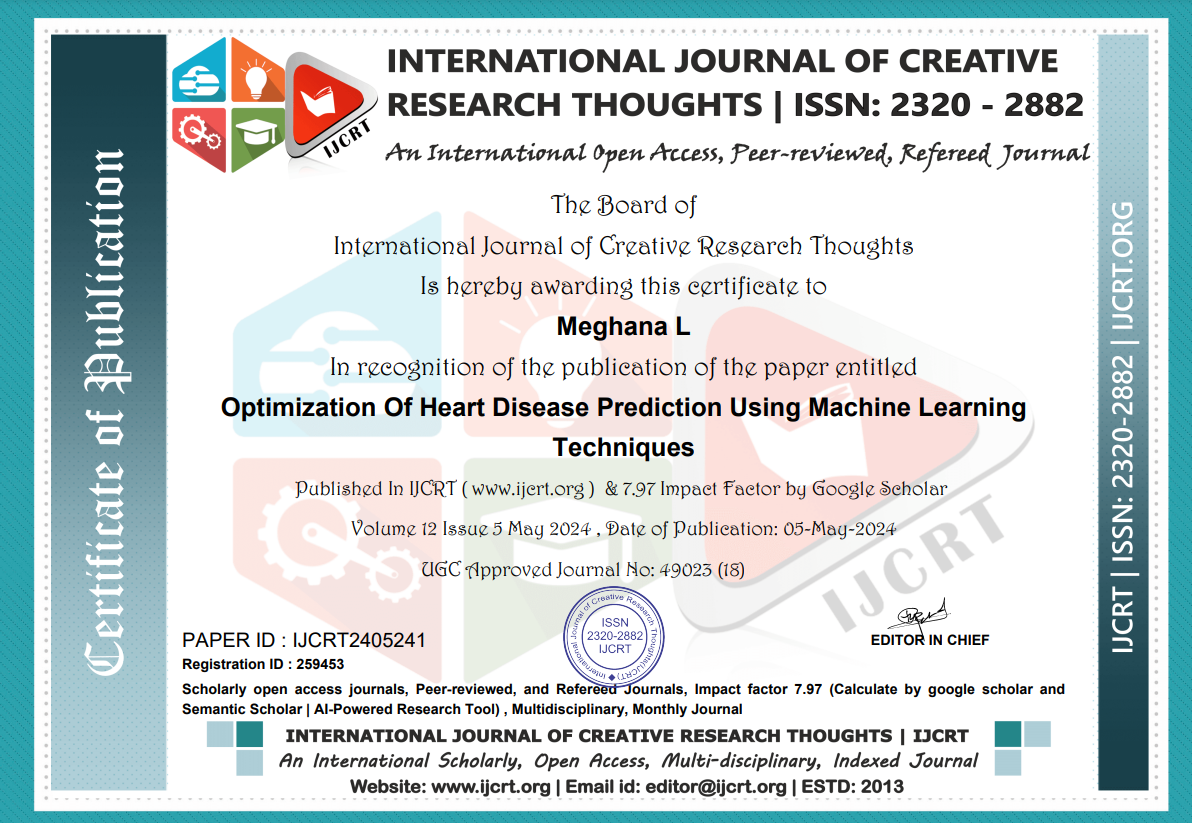 Certificate of Publication
IJCRT
INTERNATIONAL JOURNAL OF CREATIVE
RESEARCH THOUGHTS | ISSN: 2320 - 2882
An International Open Access, Peer-reviewed, Refereed Journal
The Board of
International Journal of Creative Research Thoughts
Is hereby awarding this certificate to
Meghana L
In recognition of the publication of the paper entitled
Optimization Of Heart Disease Prediction Using Machine Learning
Techniques
Published In IJCRT ( www.ijcrt.org ) & 7.97 Impact Factor by Google Scholar
Volume 12 Issue 5 May 2024 , Date of Publication: 05-May-2024
UGC Approved Journal No: 49023 (18)
IJCRT
PAPER ID : IJCRT2405241
Registration ID : 259453
International Journal of Creative Research Thoughts (IJCRT)
ISSN
2320-2882
IJCRT
EDITOR IN CHIEF
Scholarly open access journals, Peer-reviewed, and Refereed Journals, Impact factor 7.97 (Calculate by google scholar and
Semantic Scholar | AI-Powered Research Tool) , Multidisciplinary, Monthly Journal
INTERNATIONAL JOURNAL OF CREATIVE RESEARCH THOUGHTS | IJCRT
An International Scholarly, Open Access, Multi-disciplinary, Indexed Journal
Website: www.ijcrt.org | Email id: editor@ijcrt.org | ESTD: 2013
IJCRT | ISSN: 2320-2882 | IJCRT.ORG